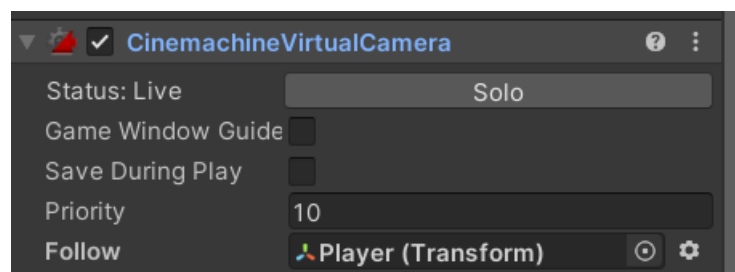 CinemachineVirtualCamera
Status: Live Solo
Game Window Guide
Save During Play
Priority 10
Follow Player (Transform)